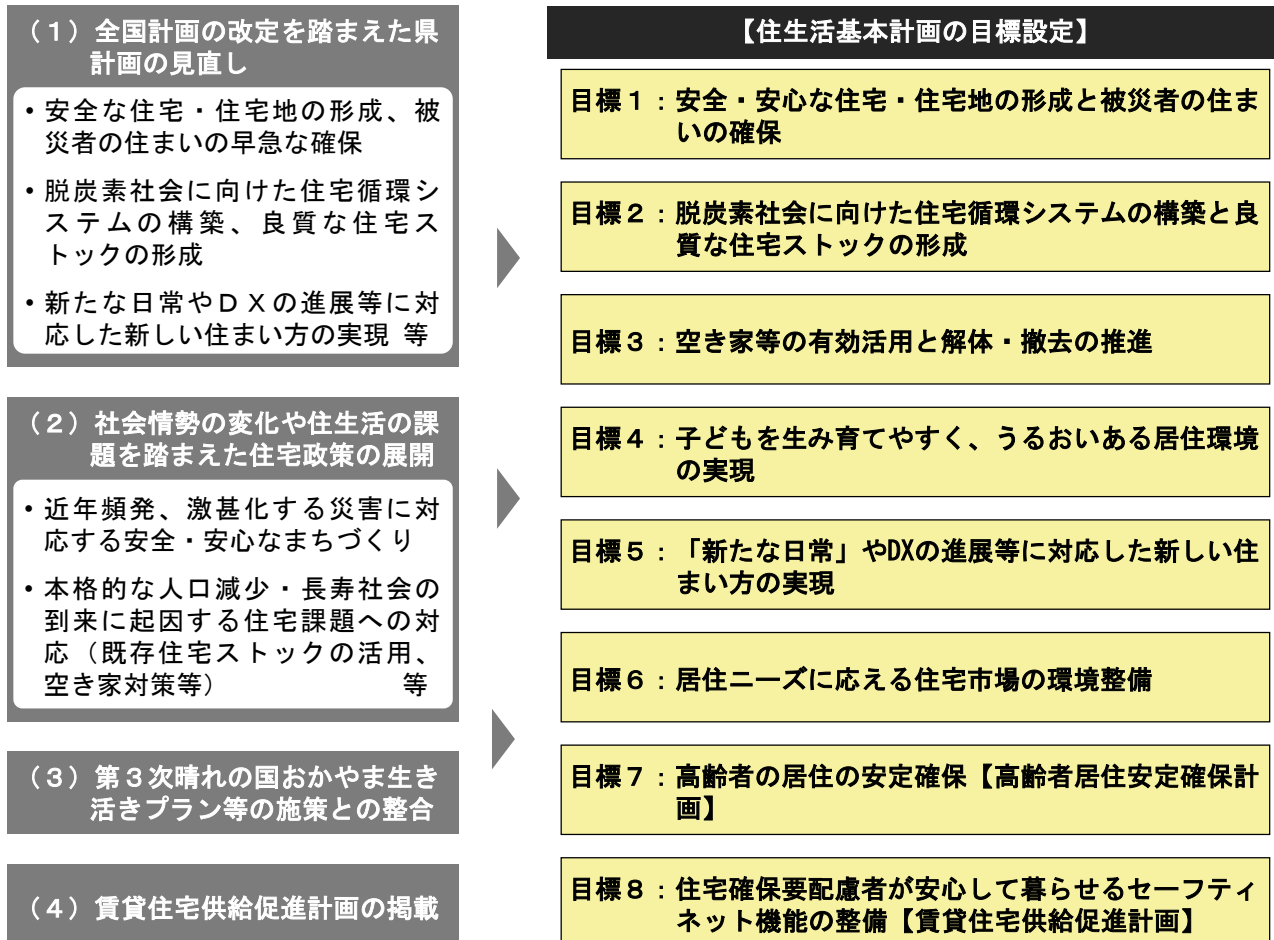 （１）全国計画の改定を踏まえた県
計画の見直し
・安全な住宅・住宅地の形成、被
災者の住まいの早急な確保
・脱炭素社会に向けた住宅循環シ
ステムの構築、良質な住宅ス
トックの形成
・新たな日常やＤＸの進展等に対
応した新しい住まい方の実現 等
（２）社会情勢の変化や住生活の課
題を踏まえた住宅政策の展開
・近年頻発、激甚化する災害に対
応する安全・安心なまちづくり
・本格的な人口減少・長寿社会の
到来に起因する住宅課題への対
応（既存住宅ストックの活用、
空き家対策等） 等
（３）第３次晴れの国おかやま生き
活きプラン等の施策との整合
（４）賃貸住宅供給促進計画の掲載
【住生活基本計画の目標設定】
目標１：安全・安心な住宅・住宅地の形成と被災者の住ま
いの確保
目標２：脱炭素社会に向けた住宅循環システムの構築と良
質な住宅ストックの形成
目標３：空き家等の有効活用と解体・撤去の推進
目標４：子どもを生み育てやすく、うるおいある居住環境
の実現
目標５：「新たな日常」やDXの進展等に対応した新しい住
まい方の実現
目標６：居住ニーズに応える住宅市場の環境整備
目標７：高齢者の居住の安定確保【高齢者居住安定確保計
画】
目標８：住宅確保要配慮者が安心して暮らせるセーフティ
ネット機能の整備【賃貸住宅供給促進計画】